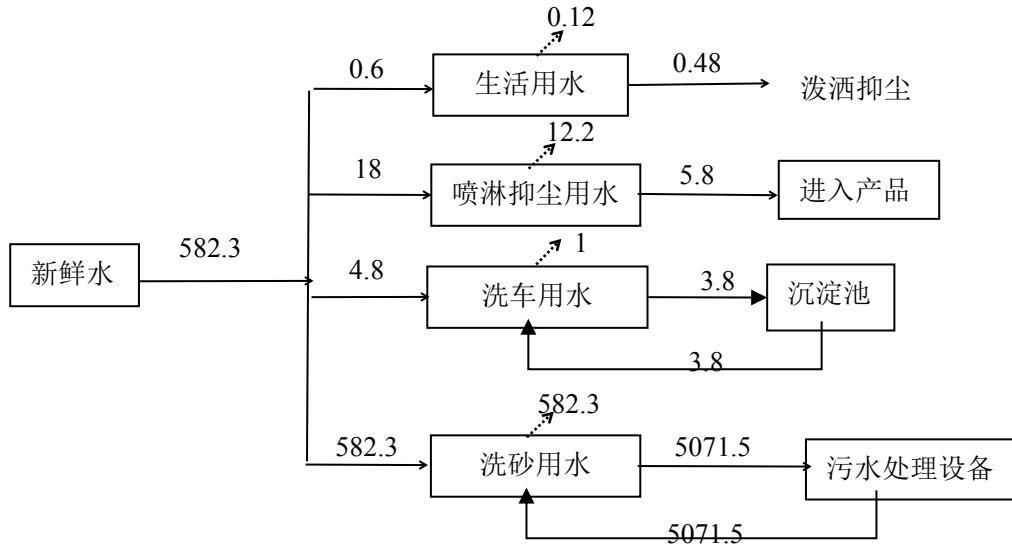 0.12
0.6
生活用水
0.48
泼洒抑尘
12.2
18
喷淋抑尘用水
5.8
进入产品
新鲜水
582.3
1
4.8
洗车用水
3.8
沉淀池
3.8
582.3
582.3
洗砂用水
5071.5
污水处理设备
5071.5